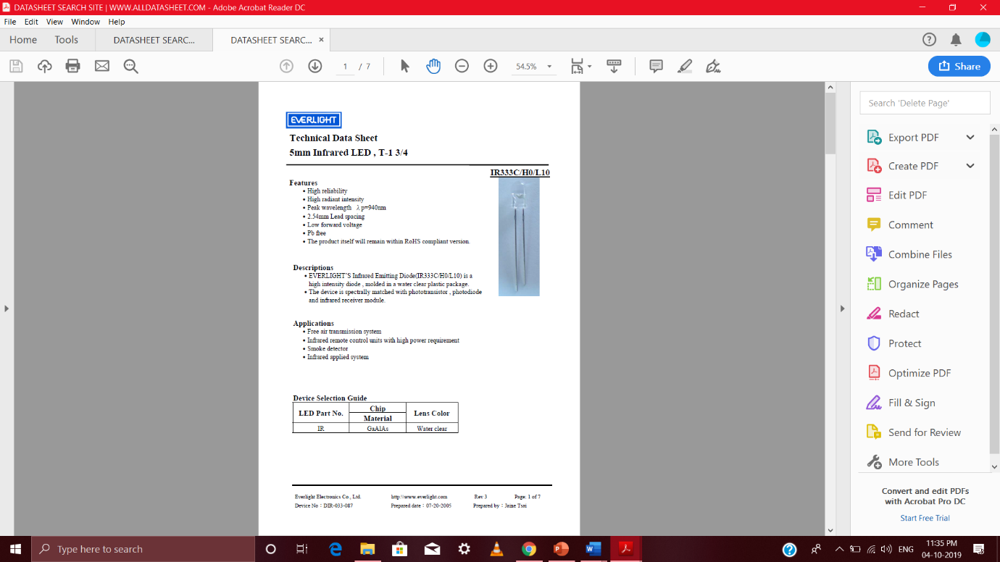 DATASHEET SEARCH SITE | WWW.ALLDATASHEET.COM - Adobe Acrobat Reader DC
File Edit View Window Help
Home Tools DATASHEET SEARC... DATASHEET SEARC... ×
1 / 7 54.5% Share
EVERLIGHT
Technical Data Sheet
5mm Infrared LED , T-1 3/4
IR333C/H0/L10
Features
• High reliability
• High radiant intensity
• Peak wavelength λp=940nm
• 2.54mm Lead spacing
• Low forward voltage
• Pb free
• The product itself will remain within RoHS compliant version.
Descriptions
• EVERLIGHT'S Infrared Emitting Diode(IR333C/H0/L10) is a
high intensity diode , molded in a water clear plastic package.
• The device is spectrally matched with phototransistor , photodiode
and infrared receiver module.
Applications
• Free air transmission system
• Infrared remote control units with high power requirement
• Smoke detector
• Infrared applied system
Device Selection Guide
LED Part No. Chip Lens Color
Material
IR GaAlAs Water clear
Everlight Electronics Co., Ltd. http:\\www.everlight.com Rev 3 Page: 1 of 7
Device No：DIR-033-087 Prepared date：07-20-2005 Prepared by：Jaine Tsai
Search 'Delete Page'
Export PDF
Create PDF
Edit PDF
Comment
Combine Files
Organize Pages
Redact
Protect
Optimize PDF
Fill & Sign
Send for Review
More Tools
Convert and edit PDFs
with Acrobat Pro DC
Start Free Trial
Type here to search
ENG
11:35 PM
04-10-2019